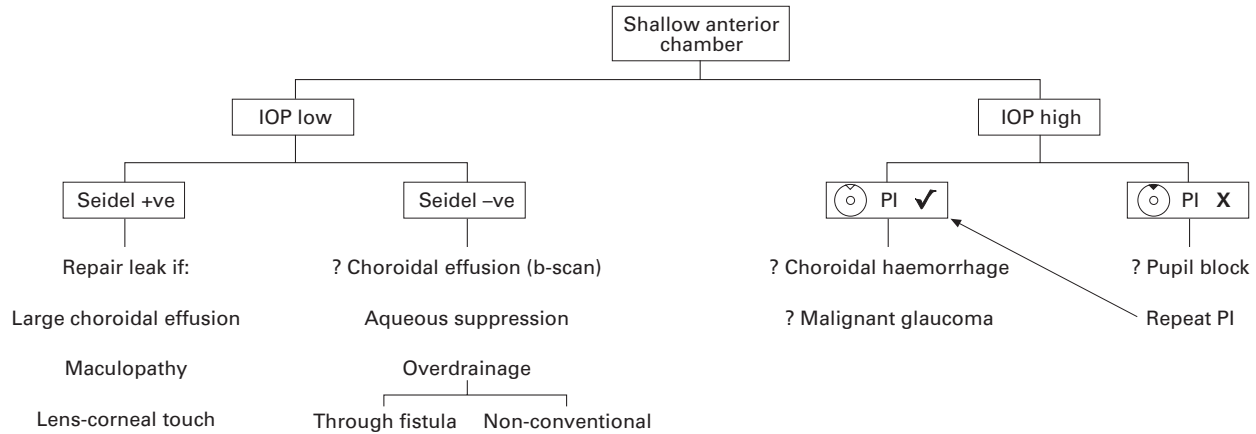 Shallow anterior
chamber
IOP low
IOP high
Seidel +ve
Seidel –ve
PI ✓
PI X
Repair leak if:
? Choroidal effusion (b-scan)
? Choroidal haemorrhage
? Pupil block
Large choroidal effusion
Aqueous suppression
? Malignant glaucoma
Repeat PI
Maculopathy
Overdrainage
Lens-corneal touch
Through fistula
Non-conventional